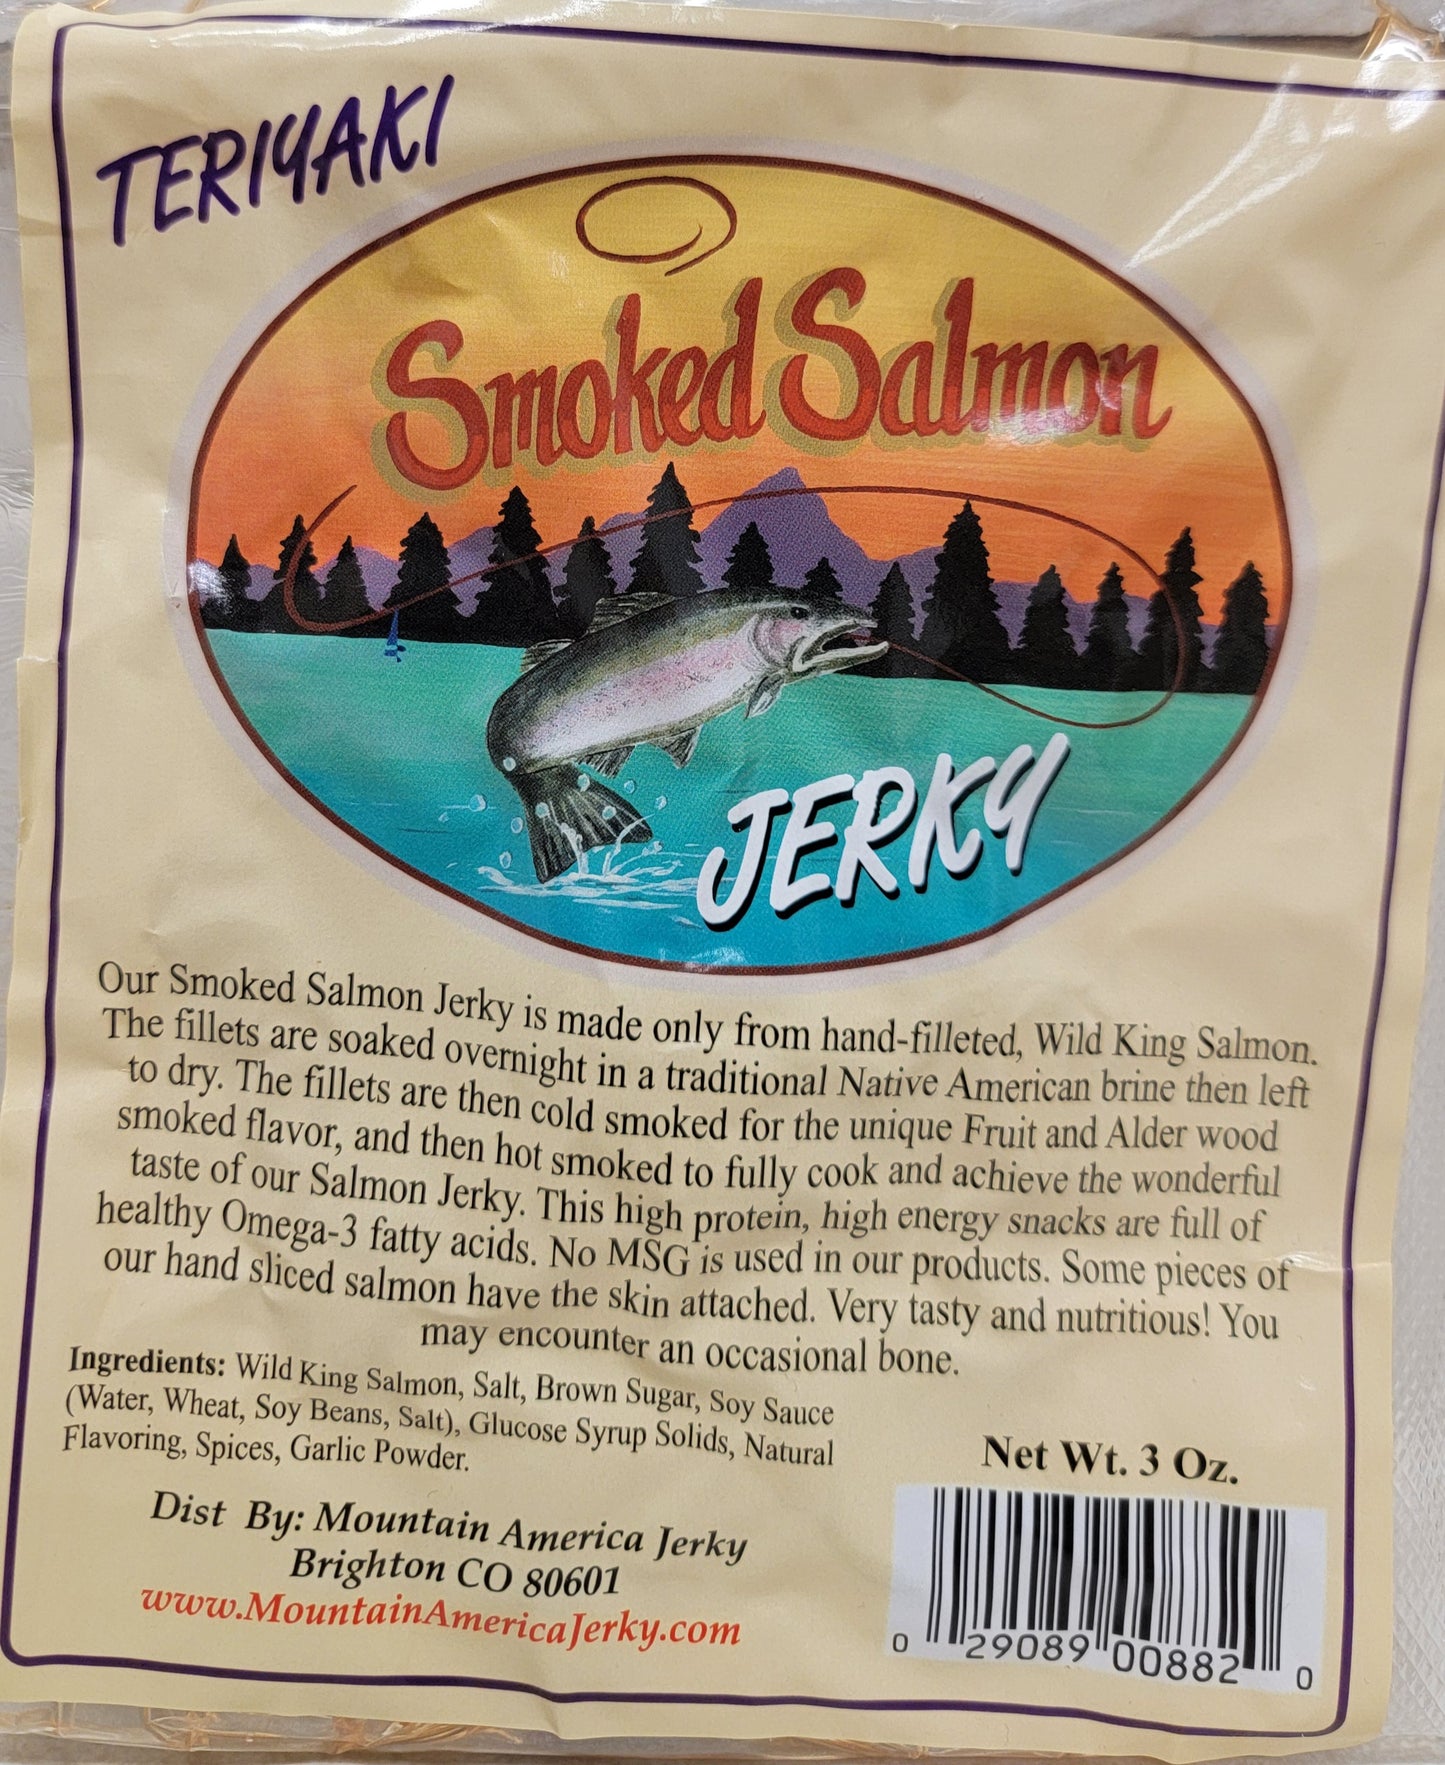 TERIYAKI
Smoked Salmon
JERKY
Our Smoked Salmon Jerky is made only from hand-filleted, Wild King Salmon.
The fillets are soaked overnight in a traditional Native American brine then left
to dry. The fillets are then cold smoked for the unique Fruit and Alder wood
smoked flavor, and then hot smoked to fully cook and achieve the wonderful
taste of our Salmon Jerky. This high protein, high energy snacks are full of
healthy Omega-3 fatty acids. No MSG is used in our products. Some pieces of
our hand sliced salmon have the skin attached. Very tasty and nutritious! You
may encounter an occasional bone.
Ingredients: Wild King Salmon, Salt, Brown Sugar, Soy Sauce
(Water, Wheat, Soy Beans, Salt), Glucose Syrup Solids, Natural
Flavoring, Spices, Garlic Powder.
Net Wt. 3 Oz.
Dist By: Mountain America Jerky
Brighton CO 80601
www.MountainAmericaJerky.com
0 29089 00882 0